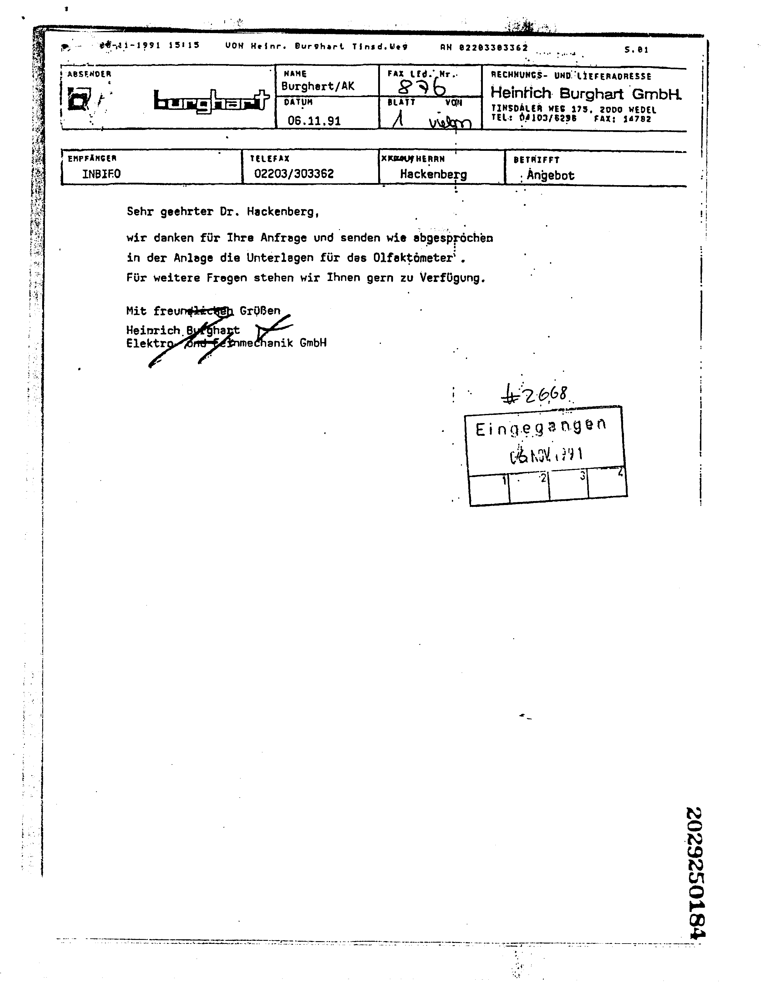 06-11-1991 15:15 VON Heinr. Burghart Tinsd.Weg AN 02203303362 S.01
ABSENDER
burghart
NAME
Burghart/AK
DATUM
06.11.91
FAX Lfd. Nr.
876
BLATT VON
1 vielen
RECHNUNGS- UND LIEFERADRESSE
Heinrich Burghart GmbH.
TINSDALER WEG 175, 2000 WEDEL
TEL: 04103/6296 FAX: 14782
EMPFÄNGER
INBIFO
TELEFAX
02203/303362
HERRN
Hackenberg
BETRIFFT
Angebot
Sehr geehrter Dr. Hackenberg,
wir danken für Ihre Anfrage und senden wie abgesprochen
in der Anlage die Unterlagen für das Olfaktometer .
Für weitere Fragen stehen wir Ihnen gern zu Verfügung.
Mit freundlichen Grüßen
Heinrich Burghart
Elektro und Feinmechanik GmbH
#2668
Eingegangen
06. NOV. 1991
1 2 3 4
2029250184